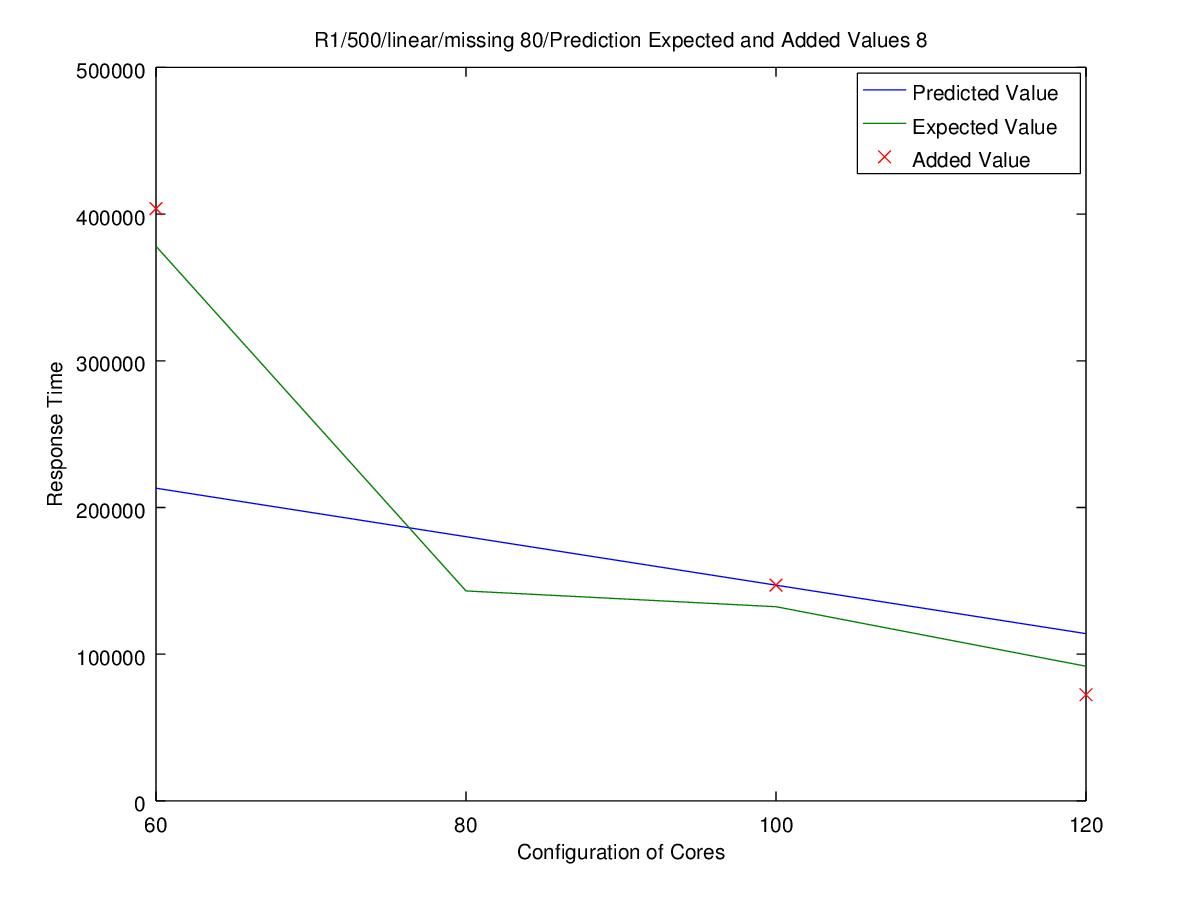 R1/500/linear/missing 80/Prediction Expected and Added Values 8
500000
400000
300000
200000
100000
0
60
80
100
120
Response Time
Configuration of Cores
Predicted Value
Expected Value
Added Value